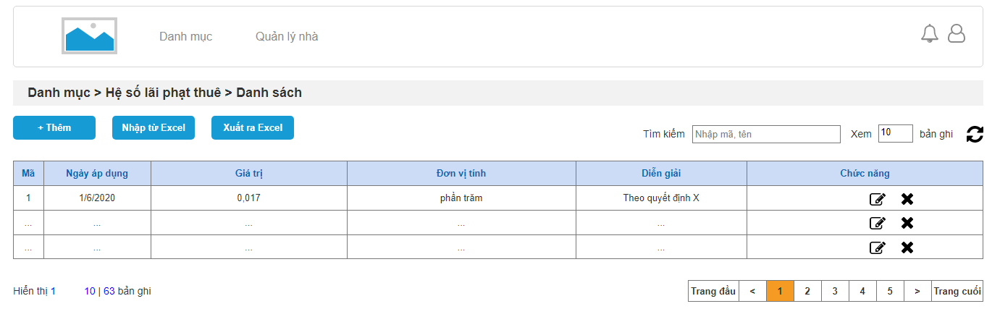 Danh mục Quản lý nhà
Danh mục > Hệ số lãi phạt thuê > Danh sách
+ Thêm Nhập từ Excel Xuất ra Excel
Tìm kiếm Nhập mã, tên Xem 10 bản ghi
Mã Ngày áp dụng Giá trị Đơn vị tính Diễn giải Chức năng
1 1/6/2020 0,017 phần trăm Theo quyết định X
... ... ... ... ...
... ... ... ... ...
Hiển thị 1 10 | 63 bản ghi Trang đầu < 1 2 3 4 5 > Trang cuối